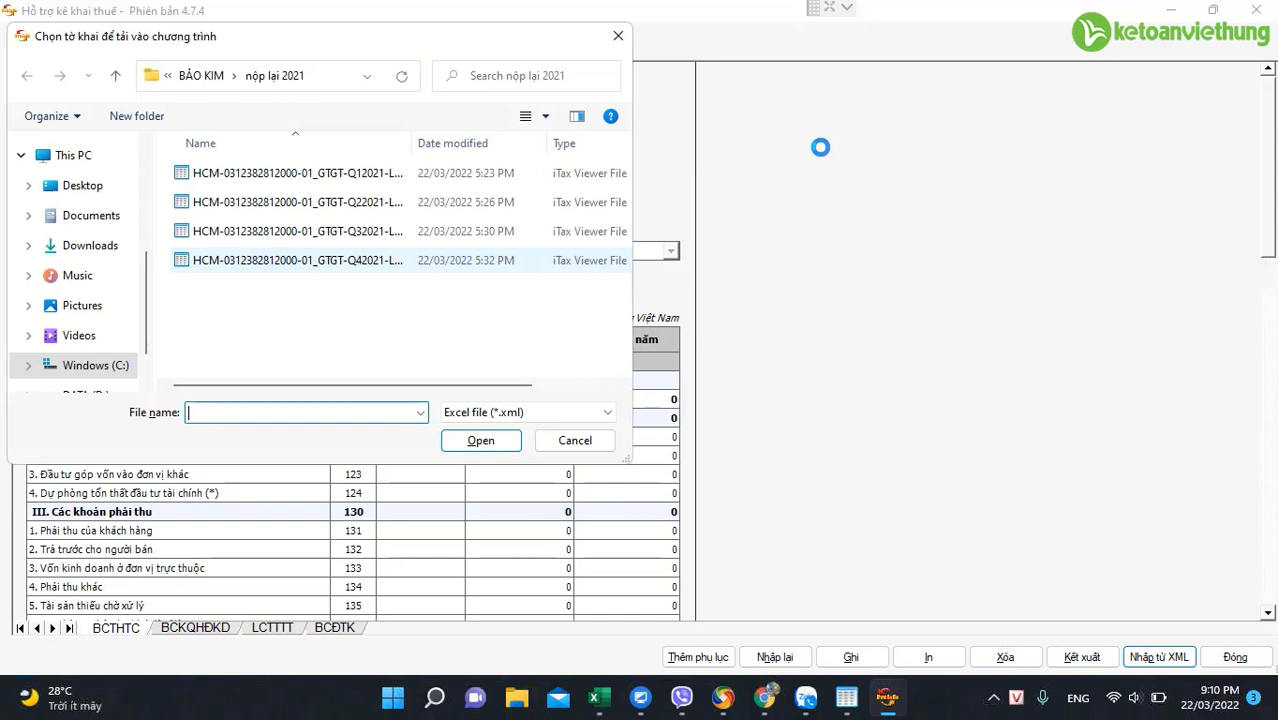 Hỗ trợ kê khai thuế - Phiên bản 4.7.4
ketoanviethung
Chọn tờ khai để tải vào chương trình
« BẢO KIM › nộp lại 2021
Search nộp lại 2021
Organize
New folder
Name
Date modified
Type
This PC
Desktop
Documents
Downloads
Music
Pictures
Videos
Windows (C:)
HCM-0312382812000-01_GTGT-Q12021-L... 22/03/2022 5:23 PM iTax Viewer File
HCM-0312382812000-01_GTGT-Q22021-L... 22/03/2022 5:26 PM iTax Viewer File
HCM-0312382812000-01_GTGT-Q32021-L... 22/03/2022 5:30 PM iTax Viewer File
HCM-0312382812000-01_GTGT-Q42021-L... 22/03/2022 5:32 PM iTax Viewer File
File name:
Excel file (*.xml)
Open
Cancel
Việt Nam
năm
0
0
0
0
3. Đầu tư góp vốn vào đơn vị khác 123 0 0
4. Dự phòng tổn thất đầu tư tài chính (*) 124 0 0
III. Các khoản phải thu 130 0 0
1. Phải thu của khách hàng 131 0 0
2. Trả trước cho người bán 132 0 0
3. Vốn kinh doanh ở đơn vị trực thuộc 133 0 0
4. Phải thu khác 134 0 0
5. Tài sản thiếu chờ xử lý 135 0 0
BCTHTC
BCKQHĐKD
LCTTTT
BCĐTK
Thêm phụ lục
Nhập lại
Ghi
In
Xóa
Kết xuất
Nhập từ XML
Đóng
28°C
Trời ít mây
V
ENG
9:10 PM
22/03/2022
3